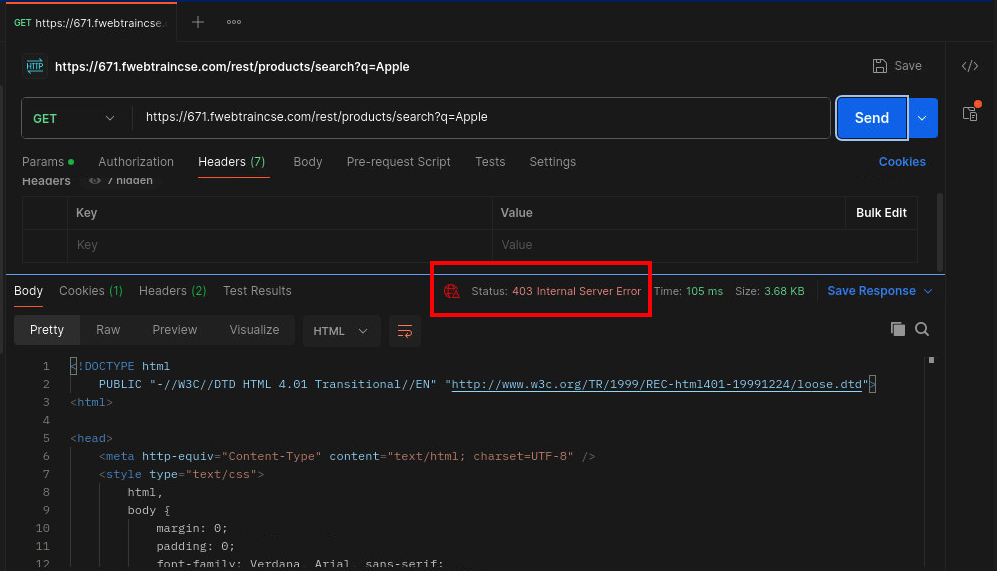 GET https://671.fwebtraincse.
HTTP https://671.fwebtraincse.com/rest/products/search?q=Apple
Save
GET https://671.fwebtraincse.com/rest/products/search?q=Apple
Send
Params Authorization Headers (7) Body Pre-request Script Tests Settings
Cookies
Headers 7 hidden
Key Value Bulk Edit
Key Value
Body Cookies (1) Headers (2) Test Results
Status: 403 Internal Server Error Time: 105 ms Size: 3.68 KB Save Response
Pretty Raw Preview Visualize HTML
1 <!DOCTYPE html
2 PUBLIC "-//W3C//DTD HTML 4.01 Transitional//EN" "http://www.w3c.org/TR/1999/REC-html401-19991224/loose.dtd">
3 <html>
4
5 <head>
6 <meta http-equiv="Content-Type" content="text/html; charset=UTF-8" />
7 <style type="text/css">
8 html,
9 body {
10 margin: 0;
11 padding: 0;
12 font-family: Verdana, Arial, sans-serif;